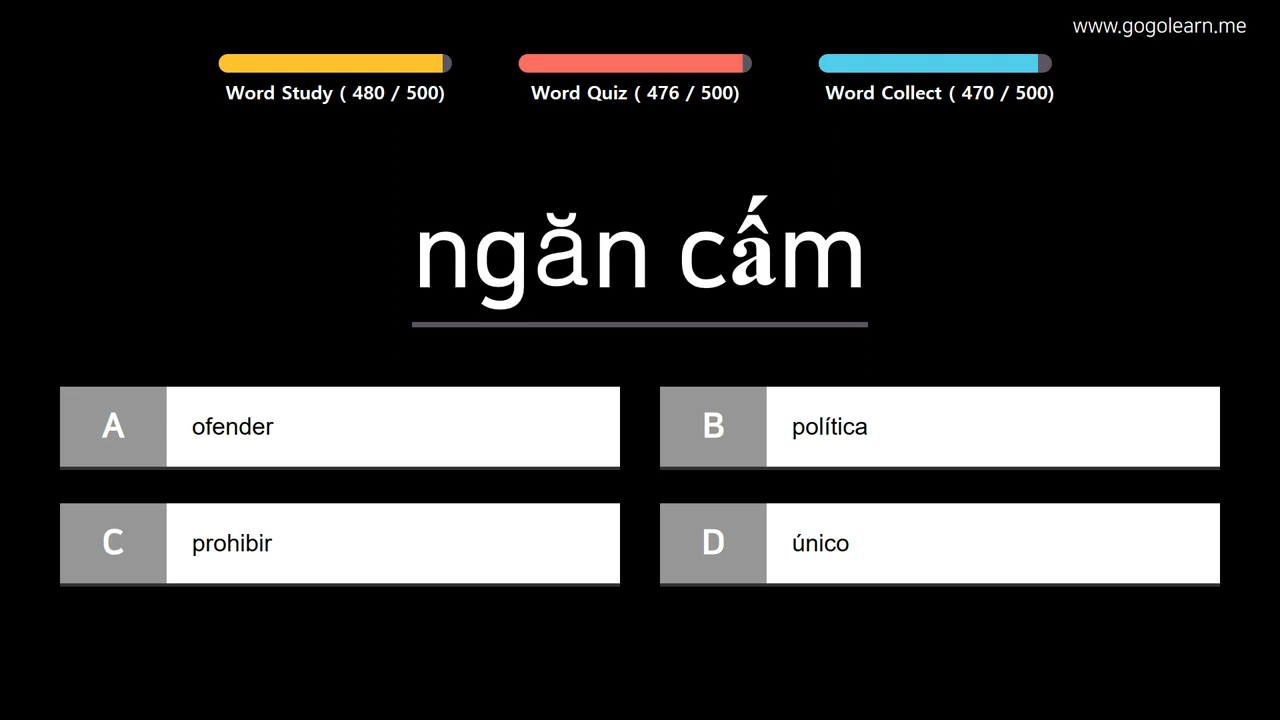 www.gogolearn.me
Word Study ( 480 / 500)
Word Quiz ( 476 / 500)
Word Collect ( 470 / 500)
ngăn cấm
A ofender
B política
C prohibir
D único